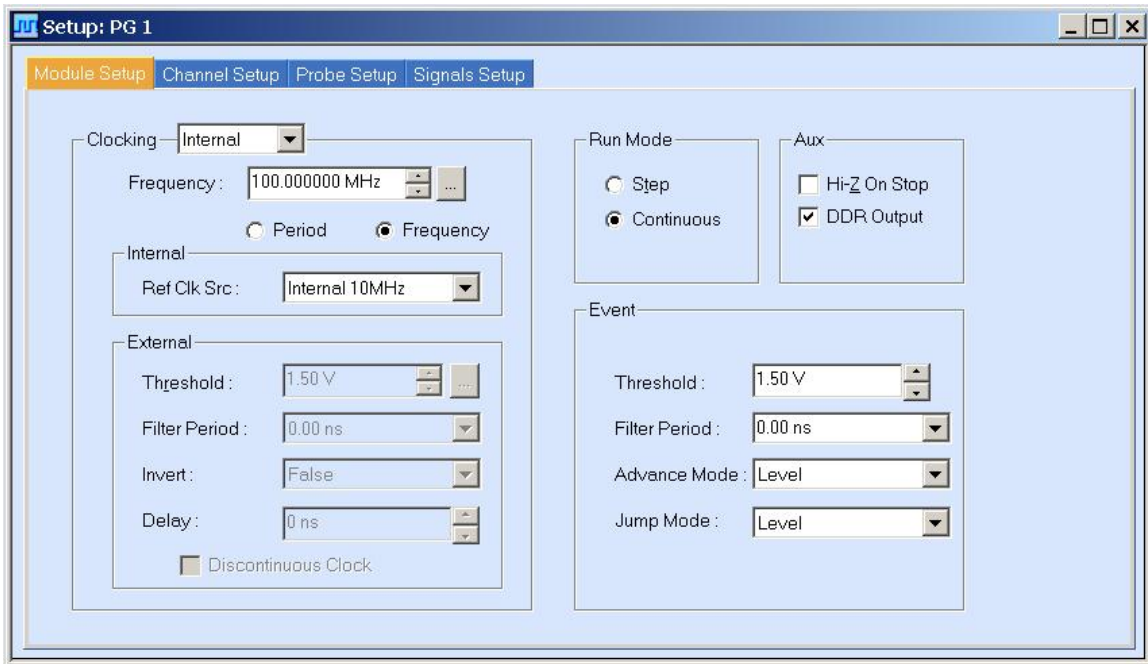 Setup: PG 1
Module Setup
Channel Setup
Probe Setup
Signals Setup
Clocking
Internal
Frequency :
100.000000 MHz
...
Period
Frequency
Internal
Ref Clk Src :
Internal 10MHz
External
Threshold :
1.50 V
...
Filter Period :
0.00 ns
Invert :
False
Delay :
0 ns
Discontinuous Clock
Run Mode
Step
Continuous
Aux
Hi-Z On Stop
DDR Output
Event
Threshold :
1.50 V
Filter Period :
0.00 ns
Advance Mode :
Level
Jump Mode :
Level